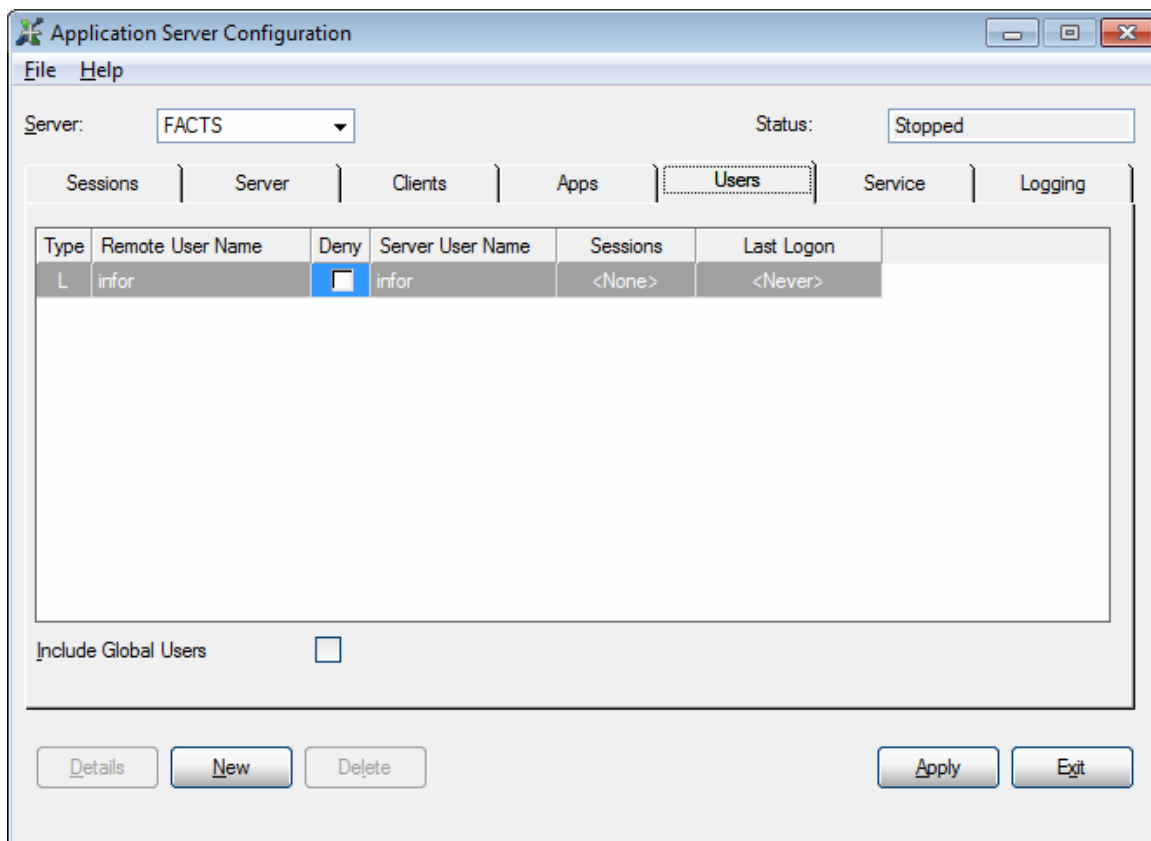 Application Server Configuration
File Help
Server: FACTS Status: Stopped
Sessions Server Clients Apps Users Service Logging
Type Remote User Name Deny Server User Name Sessions Last Logon
L infor infor <None> <Never>
Include Global Users
Details New Delete Apply Exit